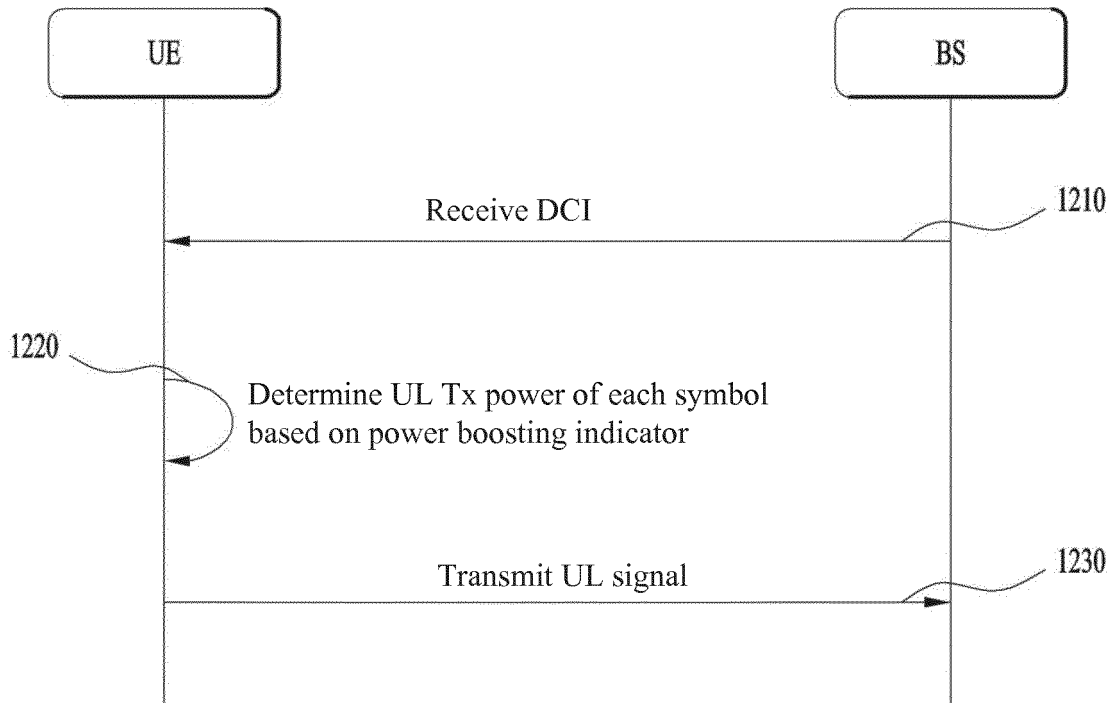 UE
BS
Receive DCI
1210
1220
Determine UL Tx power of each symbol
based on power boosting indicator
Transmit UL signal
1230